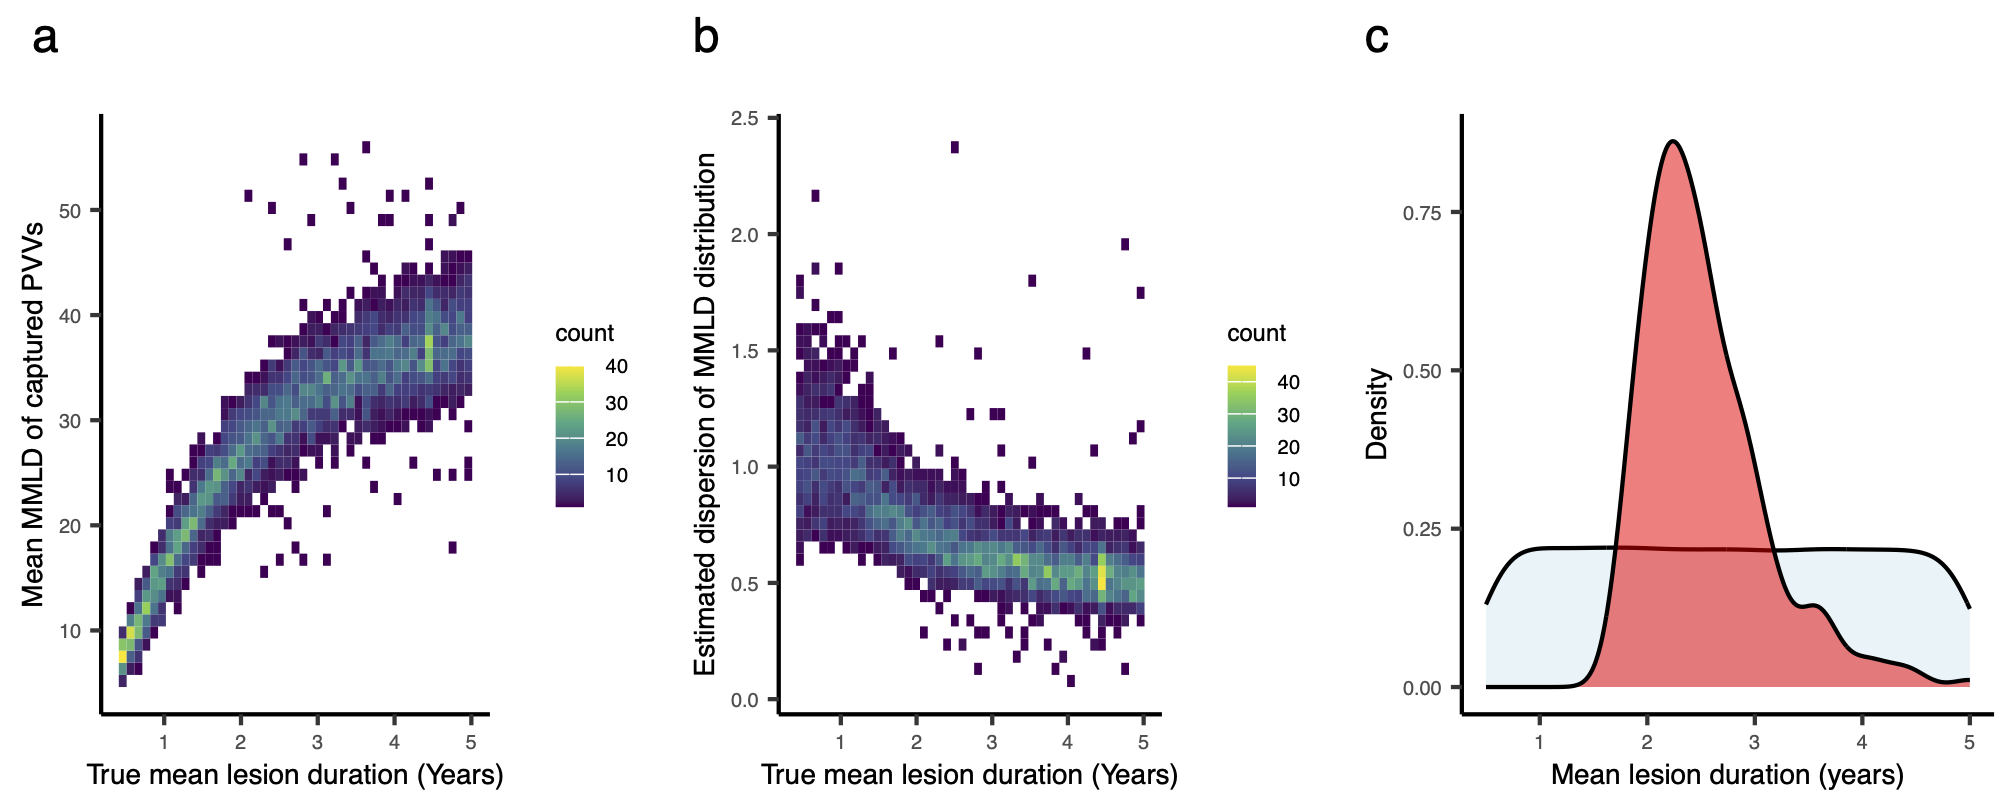 a
Mean MMLD of captured PVVs
50
40
30
20
10
1 2 3 4 5
True mean lesion duration (Years)
count
40
30
20
10
b
Estimated dispersion of MMLD distribution
2.5
2.0
1.5
1.0
0.5
0.0
1 2 3 4 5
True mean lesion duration (Years)
count
40
30
20
10
c
Density
0.75
0.50
0.25
0.00
1 2 3 4 5
Mean lesion duration (years)